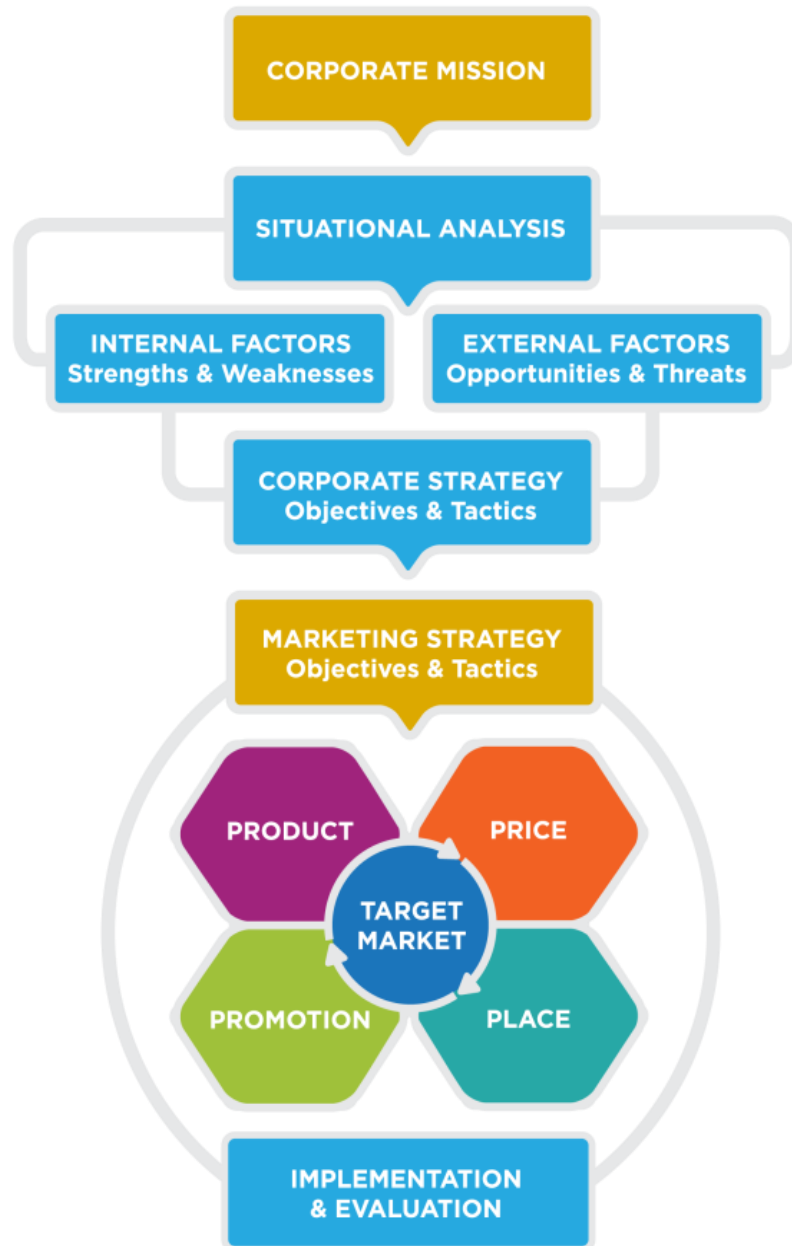 CORPORATE MISSION
SITUATIONAL ANALYSIS
INTERNAL FACTORS
Strengths & Weaknesses
EXTERNAL FACTORS
Opportunities & Threats
CORPORATE STRATEGY
Objectives & Tactics
MARKETING STRATEGY
Objectives & Tactics
PRODUCT
PRICE
TARGET
MARKET
PROMOTION
PLACE
IMPLEMENTATION
& EVALUATION